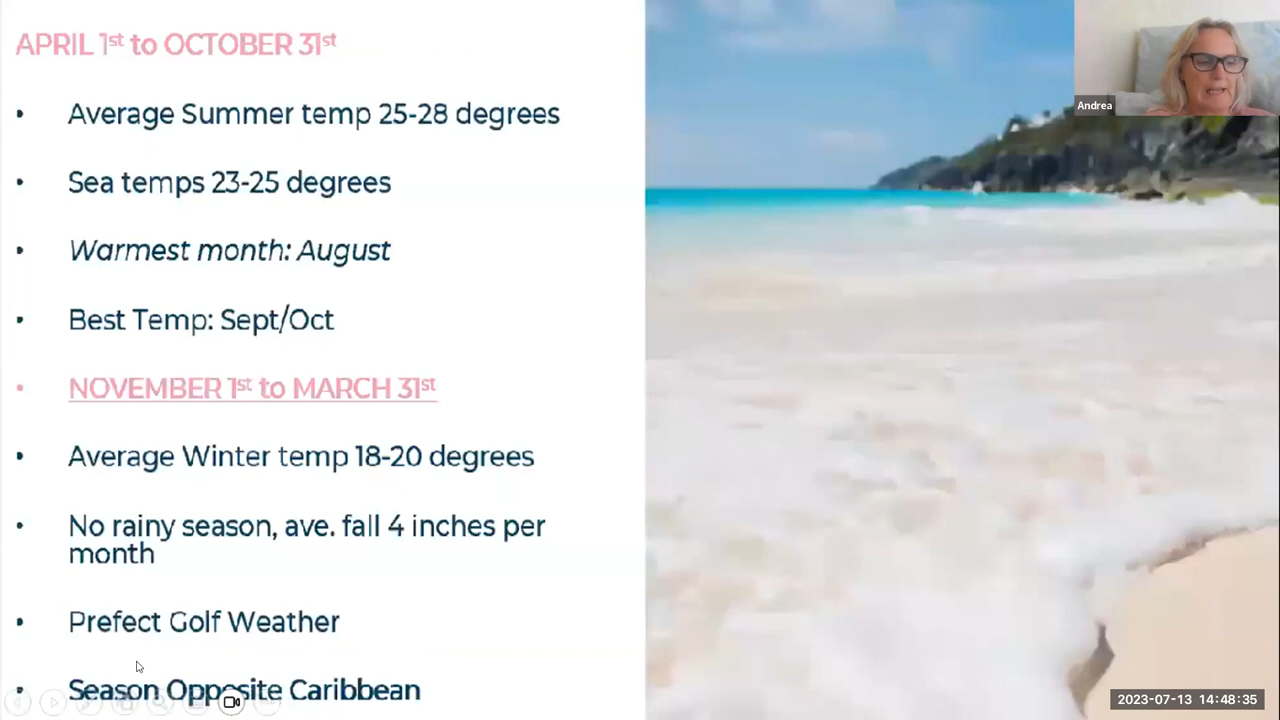 APRIL 1st to OCTOBER 31st
• Average Summer temp 25-28 degrees
• Sea temps 23-25 degrees
• Warmest month: August
• Best Temp: Sept/Oct
• NOVEMBER 1st to MARCH 31st
• Average Winter temp 18-20 degrees
• No rainy season, ave. fall 4 inches per
month
• Prefect Golf Weather
• Season Opposite Caribbean
Andrea
2023-07-13 14:48:35